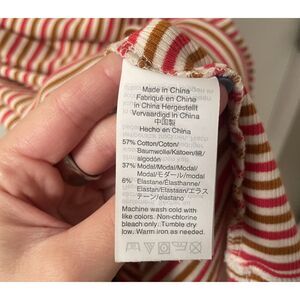 Made in China
Fabriqué en Chine
in China Hergestellt
Vervaardigd in China
中国製
Hecho en China
57% Cotton/Coton/
Baumwolle/Katoen/綿/
algodón
37% Modal/Modal/Modal/
Modal/モダール/modal
6% Elastane/Elasthanne/
Elastan/Elastaan/エラス
テーン/elastano
Machine wash cold with
like colors. Non-chlorine
bleach only. Tumble dry
low. Warm iron as needed.